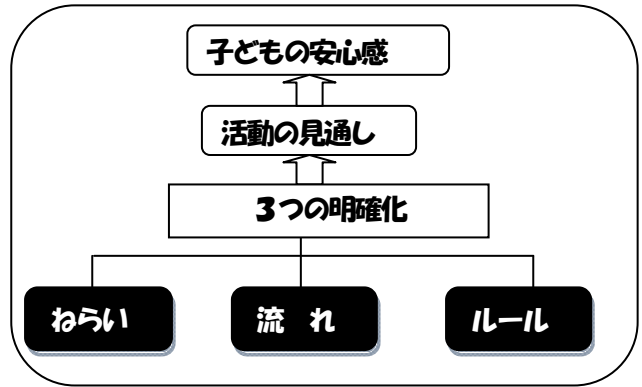 子どもの安心感
活動の見通し
３つの明確化
ねらい
流　れ
ルール